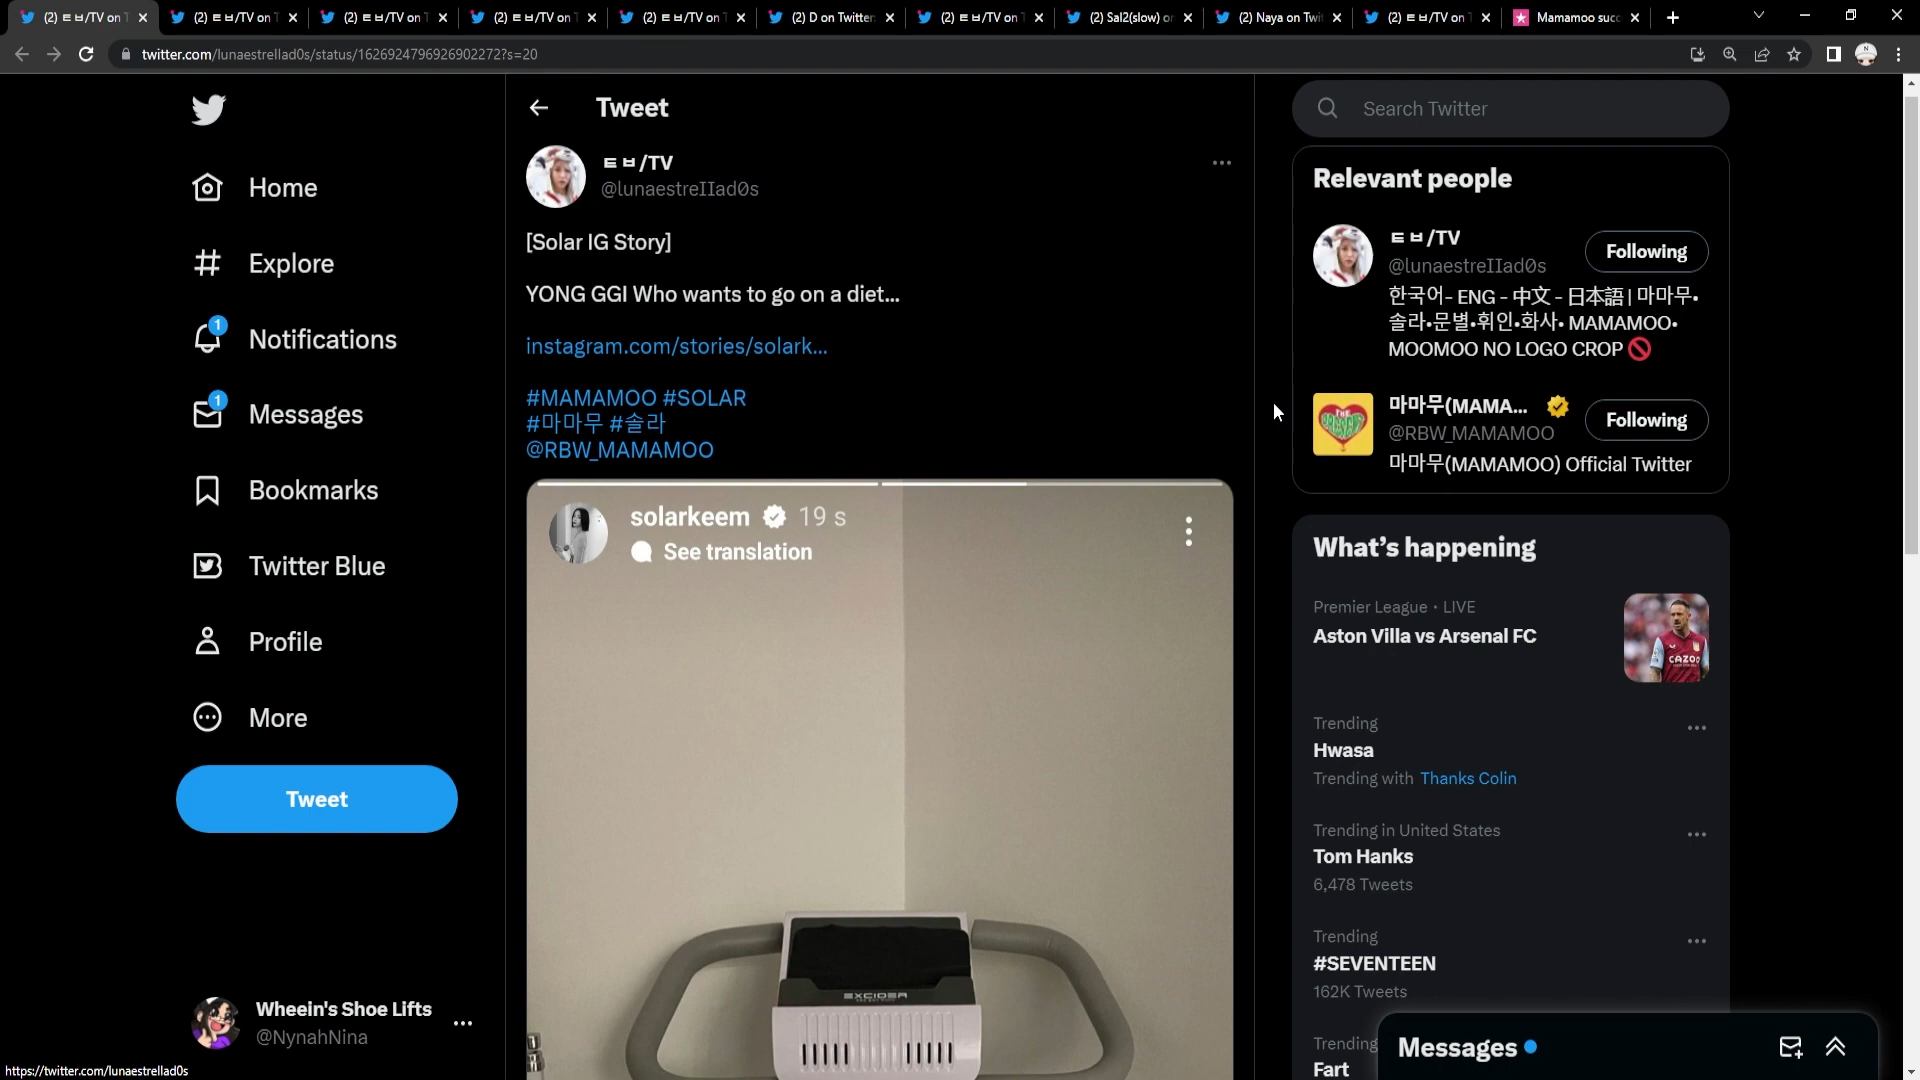 (2) ㅌㅂ/TV on T
(2) ㅌㅂ/TV on T
(2) ㅌㅂ/TV on T
(2) ㅌㅂ/TV on T
(2) ㅌㅂ/TV on T
(2) D on Twitter:
(2) ㅌㅂ/TV on T
(2) Sal2(slow) on
(2) Naya on Twi
(2) ㅌㅂ/TV on T
Mamamoo succ
twitter.com/lunaestrellad0s/status/1626924796926902272?s=20
Home
Explore
1
Notifications
1
Messages
Bookmarks
Twitter Blue
Profile
More
Tweet
Wheein's Shoe Lifts
@NynahNina
https://twitter.com/lunaestrellad0s
Tweet
ㅌㅂ/TV
@lunaestreIIad0s
[Solar IG Story]
YONG GGI Who wants to go on a diet...
instagram.com/stories/solark...
#MAMAMOO #SOLAR
#마마무 #솔라
@RBW_MAMAMOO
solarkeem 19 s
See translation
EXCIDER
Search Twitter
Relevant people
ㅌㅂ/TV
@lunaestreIIad0s
Following
한국어- ENG - 中文 - 日本語 | 마마무•
솔라•문별•휘인•화사• MAMAMOO•
MOOMOO NO LOGO CROP 🚫
마마무(MAMA...
@RBW_MAMAMOO
Following
마마무(MAMAMOO) Official Twitter
What's happening
Premier League · LIVE
Aston Villa vs Arsenal FC
CAZOO
Trending
Hwasa
Trending with Thanks Colin
Trending in United States
Tom Hanks
6,478 Tweets
Trending
#SEVENTEEN
162K Tweets
Trending
Fart
Messages